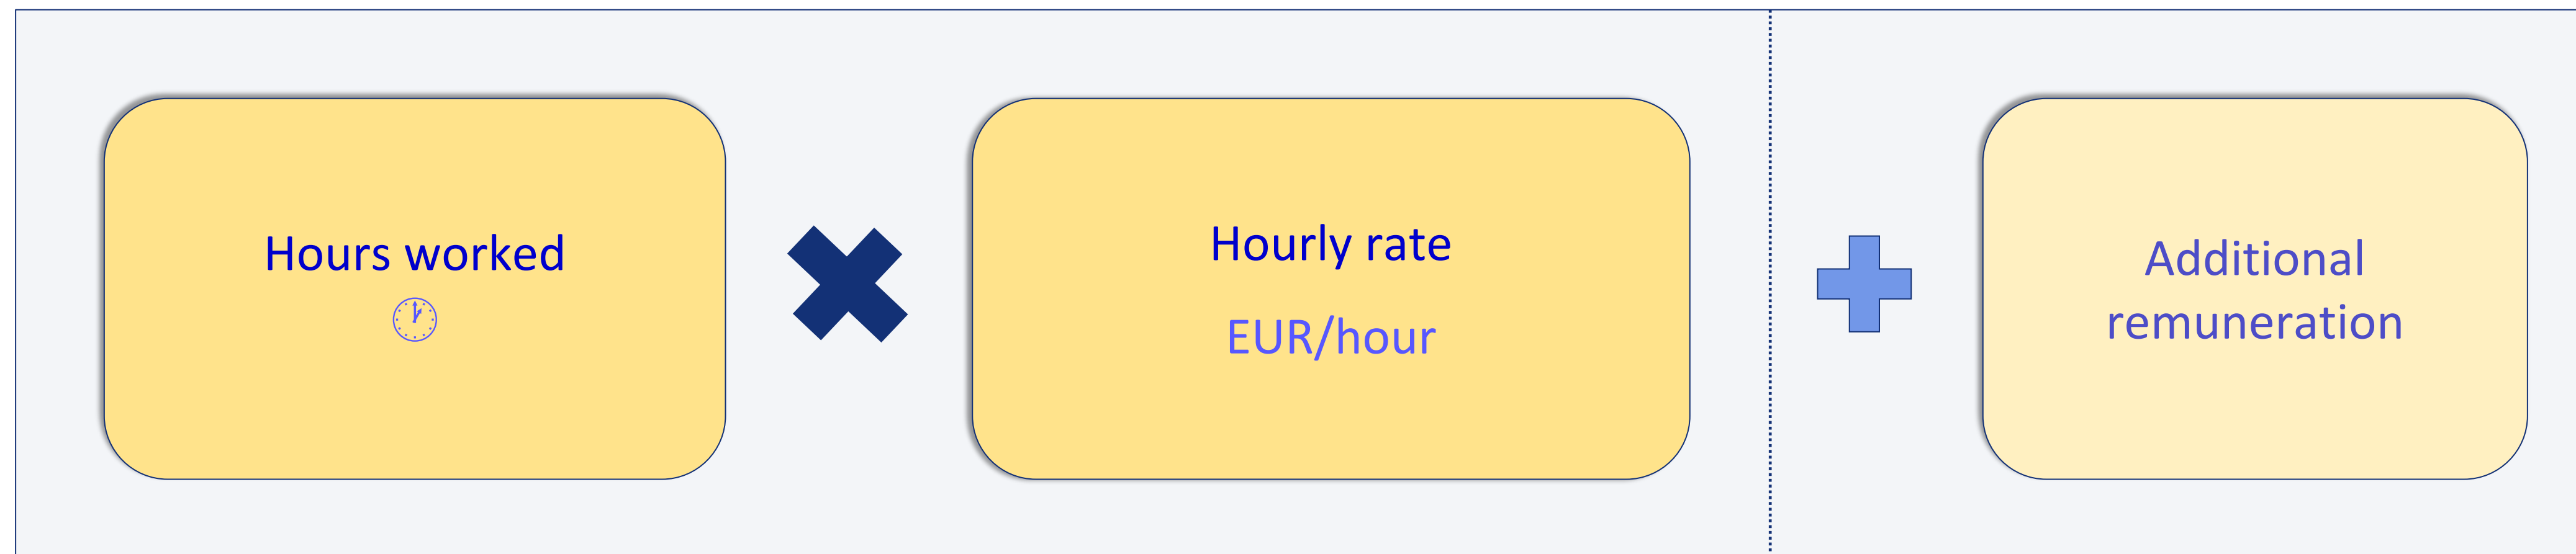 Hours worked
Hourly rate
EUR/hour
Additional
remuneration